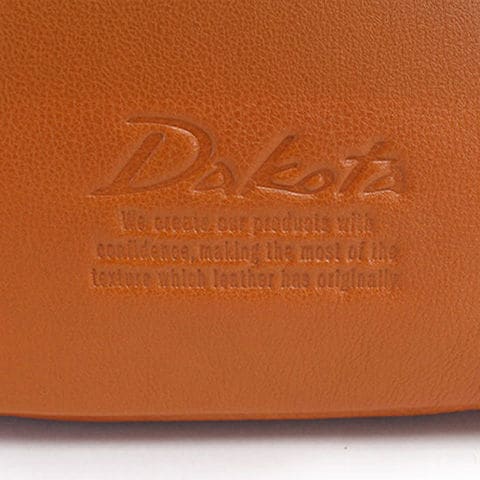 Dakota
We create our products with
confidence, making the most of the
texture which leather has originally.